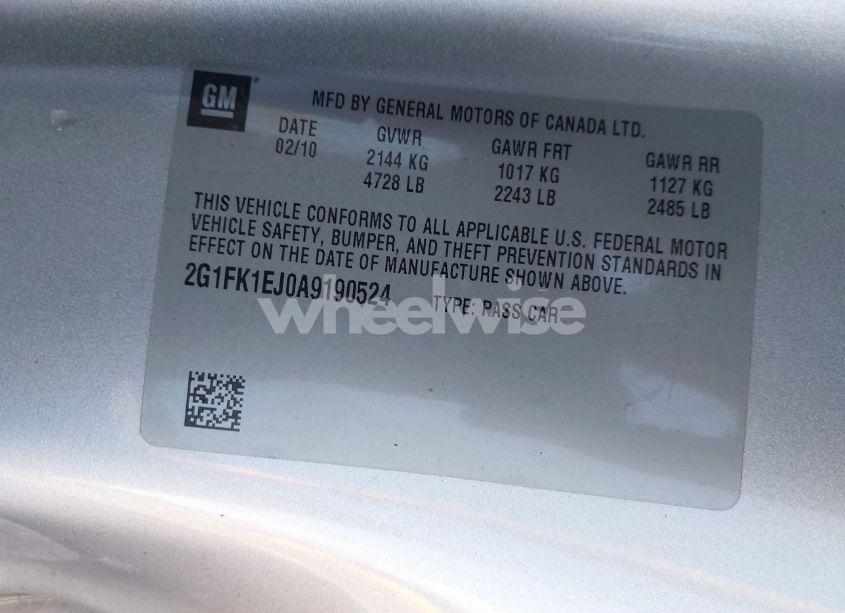 GM
MFD BY GENERAL MOTORS OF CANADA LTD.
DATE GVWR GAWR FRT GAWR RR
02/10 2144 KG 1017 KG 1127 KG
4728 LB 2243 LB 2485 LB
THIS VEHICLE CONFORMS TO ALL APPLICABLE U.S. FEDERAL MOTOR
VEHICLE SAFETY, BUMPER, AND THEFT PREVENTION STANDARDS IN
EFFECT ON THE DATE OF MANUFACTURE SHOWN ABOVE.
2G1FK1EJ0A9190524 TYPE: PASS CAR
wheelwise